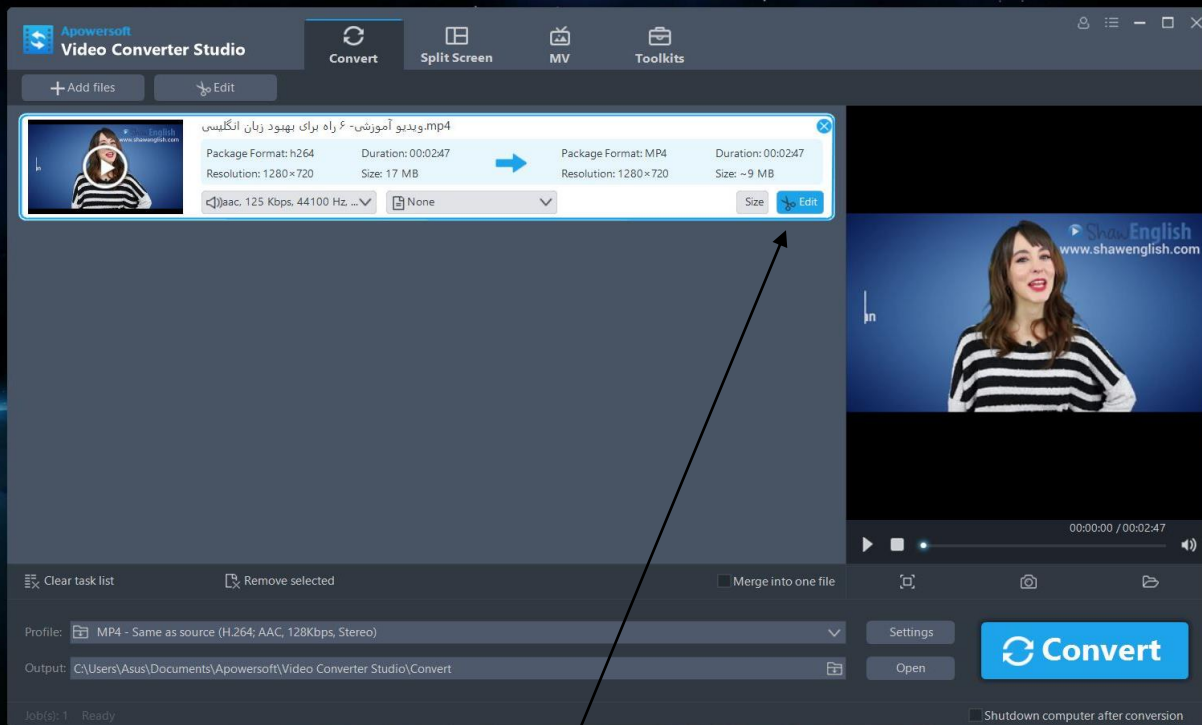 Apowersoft
Video Converter Studio
Convert
Split Screen
MV
Toolkits
Add files
Edit
ویدیو آموزشی- ۶ راه برای بهبود زبان انگلیسی.mp4
Package Format: h264 Duration: 00:02:47 Package Format: MP4 Duration: 00:02:47
Resolution: 1280×720 Size: 17 MB Resolution: 1280×720 Size: ~9 MB
aac, 125 Kbps, 44100 Hz, ... None Size Edit
English
www.shawenglish.com
ShawEnglish
www.shawenglish.com
in
00:00:00 / 00:02:47
Clear task list Remove selected Merge into one file
Profile: MP4 - Same as source (H.264; AAC, 128Kbps, Stereo) Settings
Convert
Output: C:\Users\Asus\Documents\Apowersoft\Video Converter Studio\Convert Open
Job(s): 1 Ready Shutdown computer after conversion